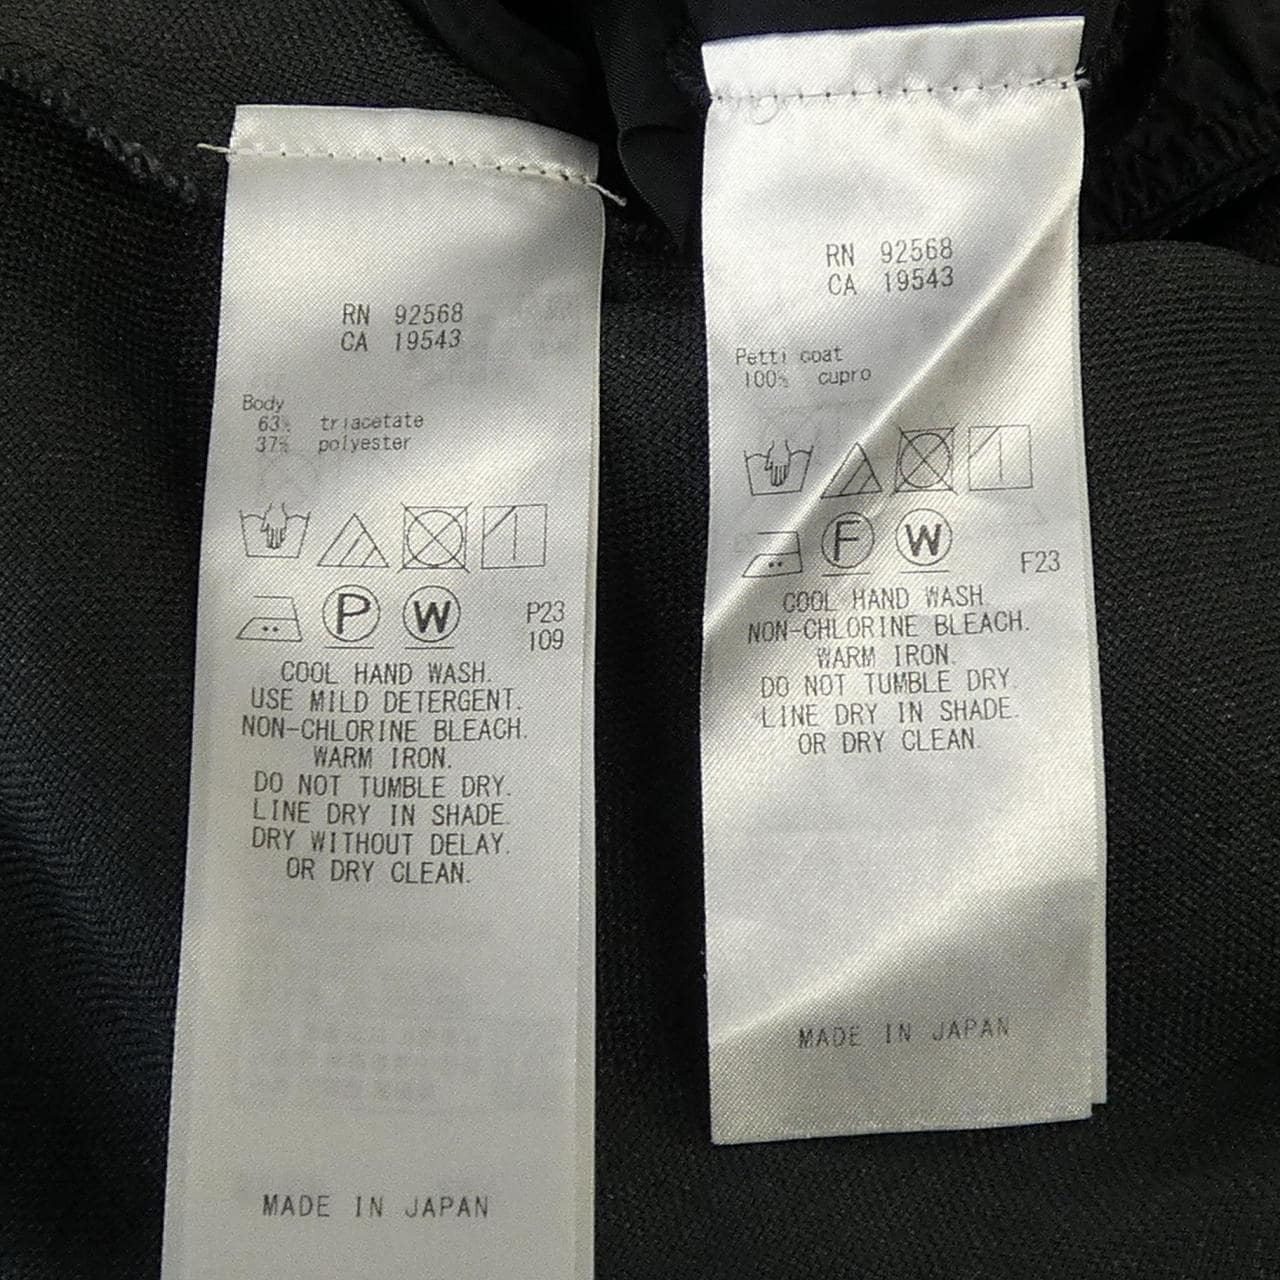 RN 92568
CA 19543
Body
63% triacetate
37% polyester
P W P23
109
COOL HAND WASH.
USE MILD DETERGENT.
NON-CHLORINE BLEACH.
WARM IRON.
DO NOT TUMBLE DRY.
LINE DRY IN SHADE.
DRY WITHOUT DELAY.
OR DRY CLEAN.
MADE IN JAPAN
RN 92568
CA 19543
Petti coat
100% cupro
F W F23
COOL HAND WASH.
NON-CHLORINE BLEACH.
WARM IRON.
DO NOT TUMBLE DRY.
LINE DRY IN SHADE.
OR DRY CLEAN.
MADE IN JAPAN